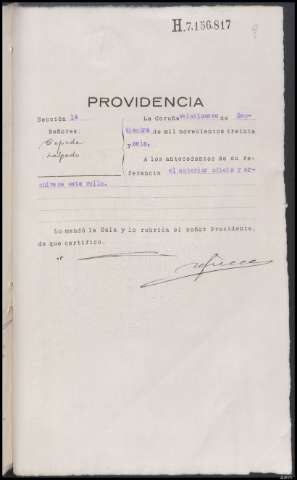 H.7.156.817
PROVIDENCIA
Sección 1ª
Señores:
Cepeda
Salgado
La Coruña veintinueve de Sep-
tiembre de mil novecientos treinta
y seis.
A los antecedentes de su re-
ferencia el anterior oficio y ar-
chívese este rollo.
Lo mandó la Sala y lo rubrica el señor Presidente,
de que certifico.